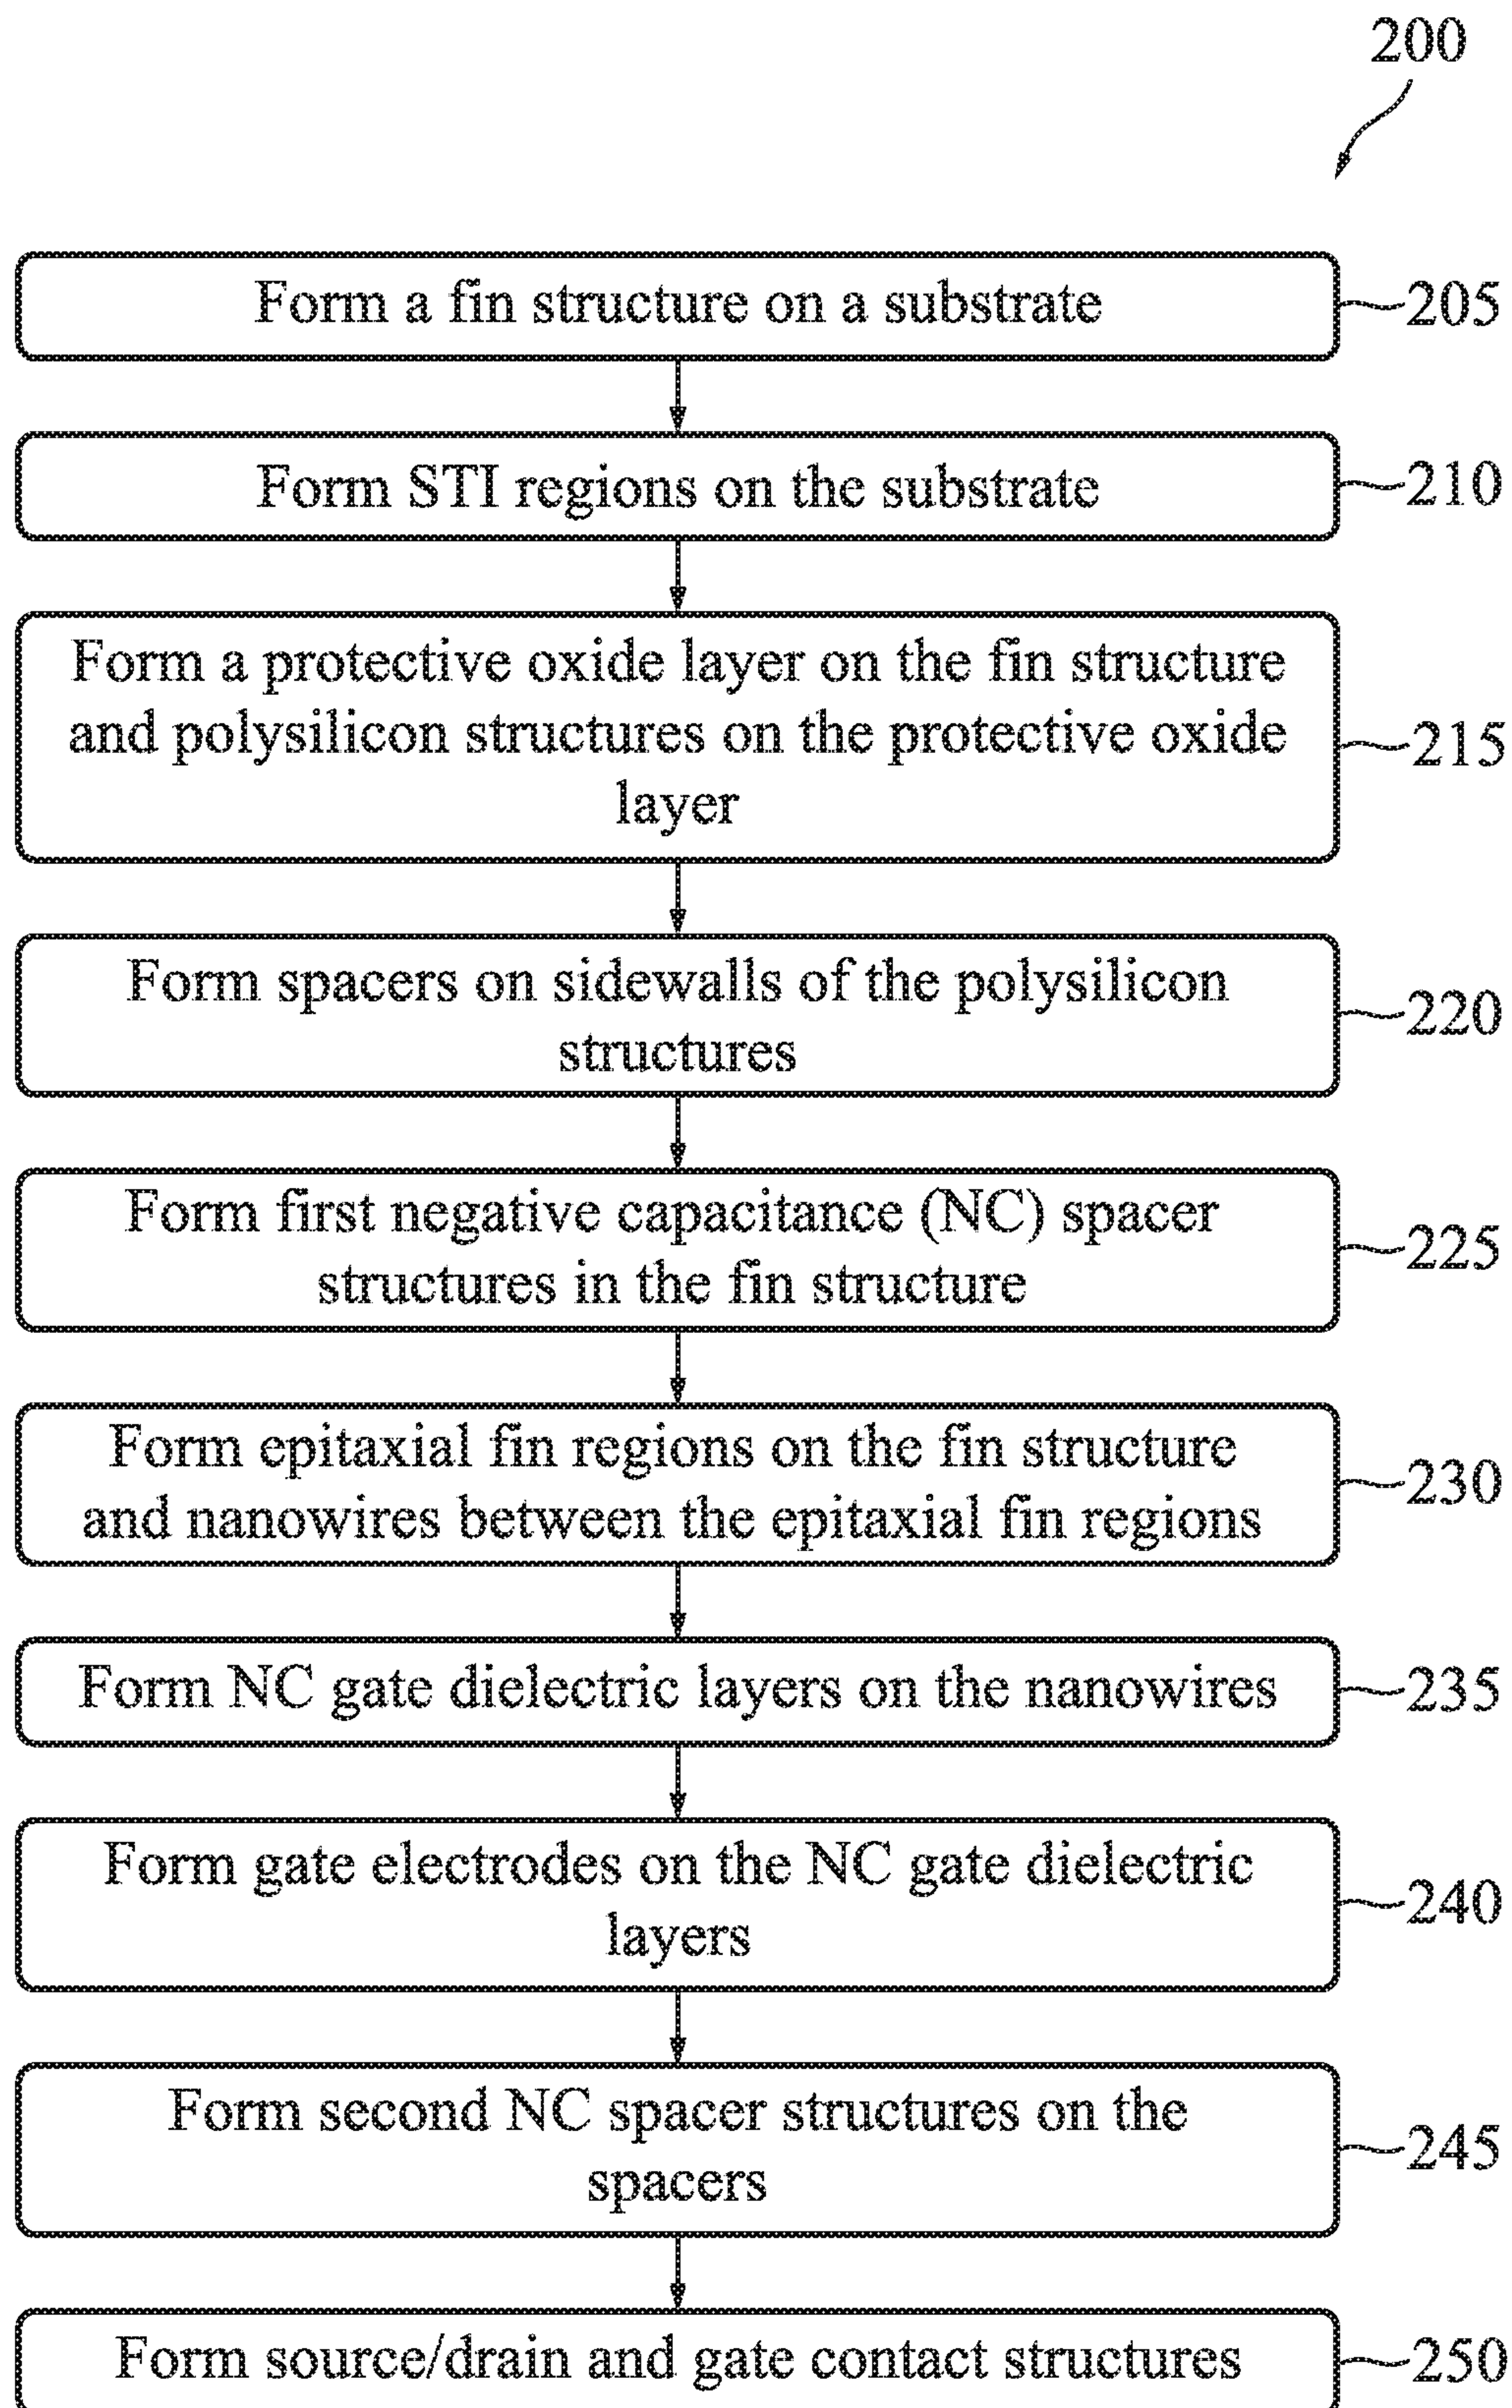 200
Form a fin structure on a substrate
205
Form STI regions on the substrate
210
Form a protective oxide layer on the fin structure
and polysilicon structures on the protective oxide
layer
215
Form spacers on sidewalls of the polysilicon
structures
220
Form first negative capacitance (NC) spacer
structures in the fin structure
225
Form epitaxial fin regions on the fin structure
and nanowires between the epitaxial fin regions
230
Form NC gate dielectric layers on the nanowires
235
Form gate electrodes on the NC gate dielectric
layers
240
Form second NC spacer structures on the
spacers
245
Form source/drain and gate contact structures
250